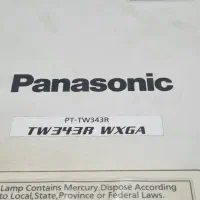 Panasonic
PT-TW343R
TW343R WXGA
Lamp Contains Mercury, Dispose According
to Local, State, Province or Federal Laws.